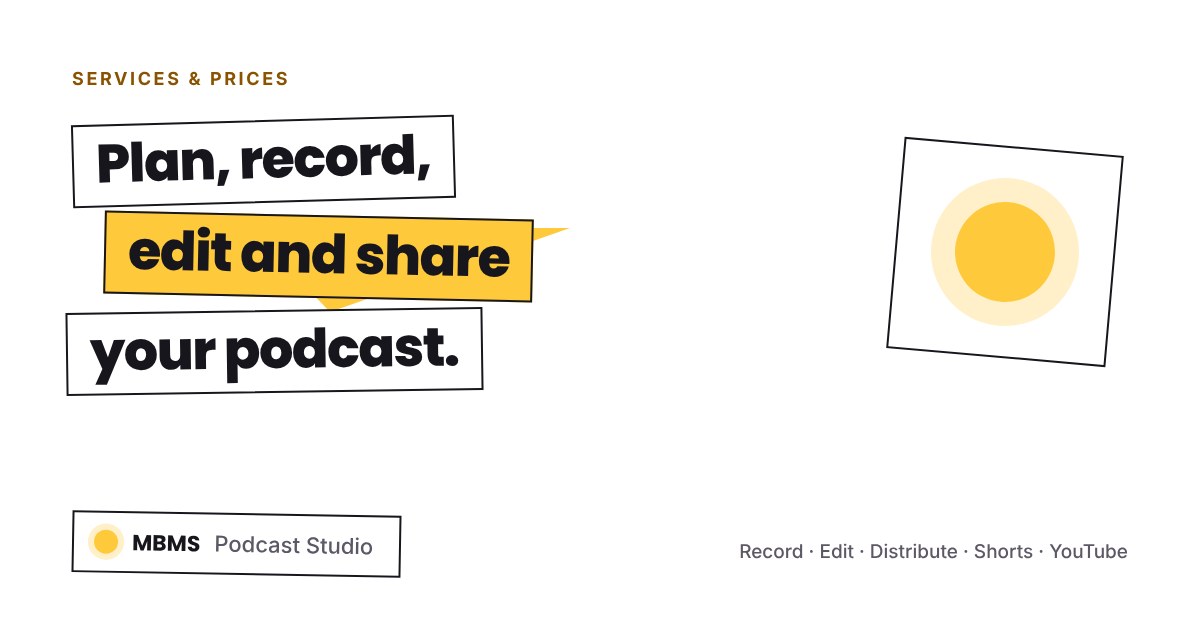 SERVICES & PRICES
Plan, record,
edit and share
your podcast.
MBMS Podcast Studio
Record · Edit · Distribute · Shorts · YouTube